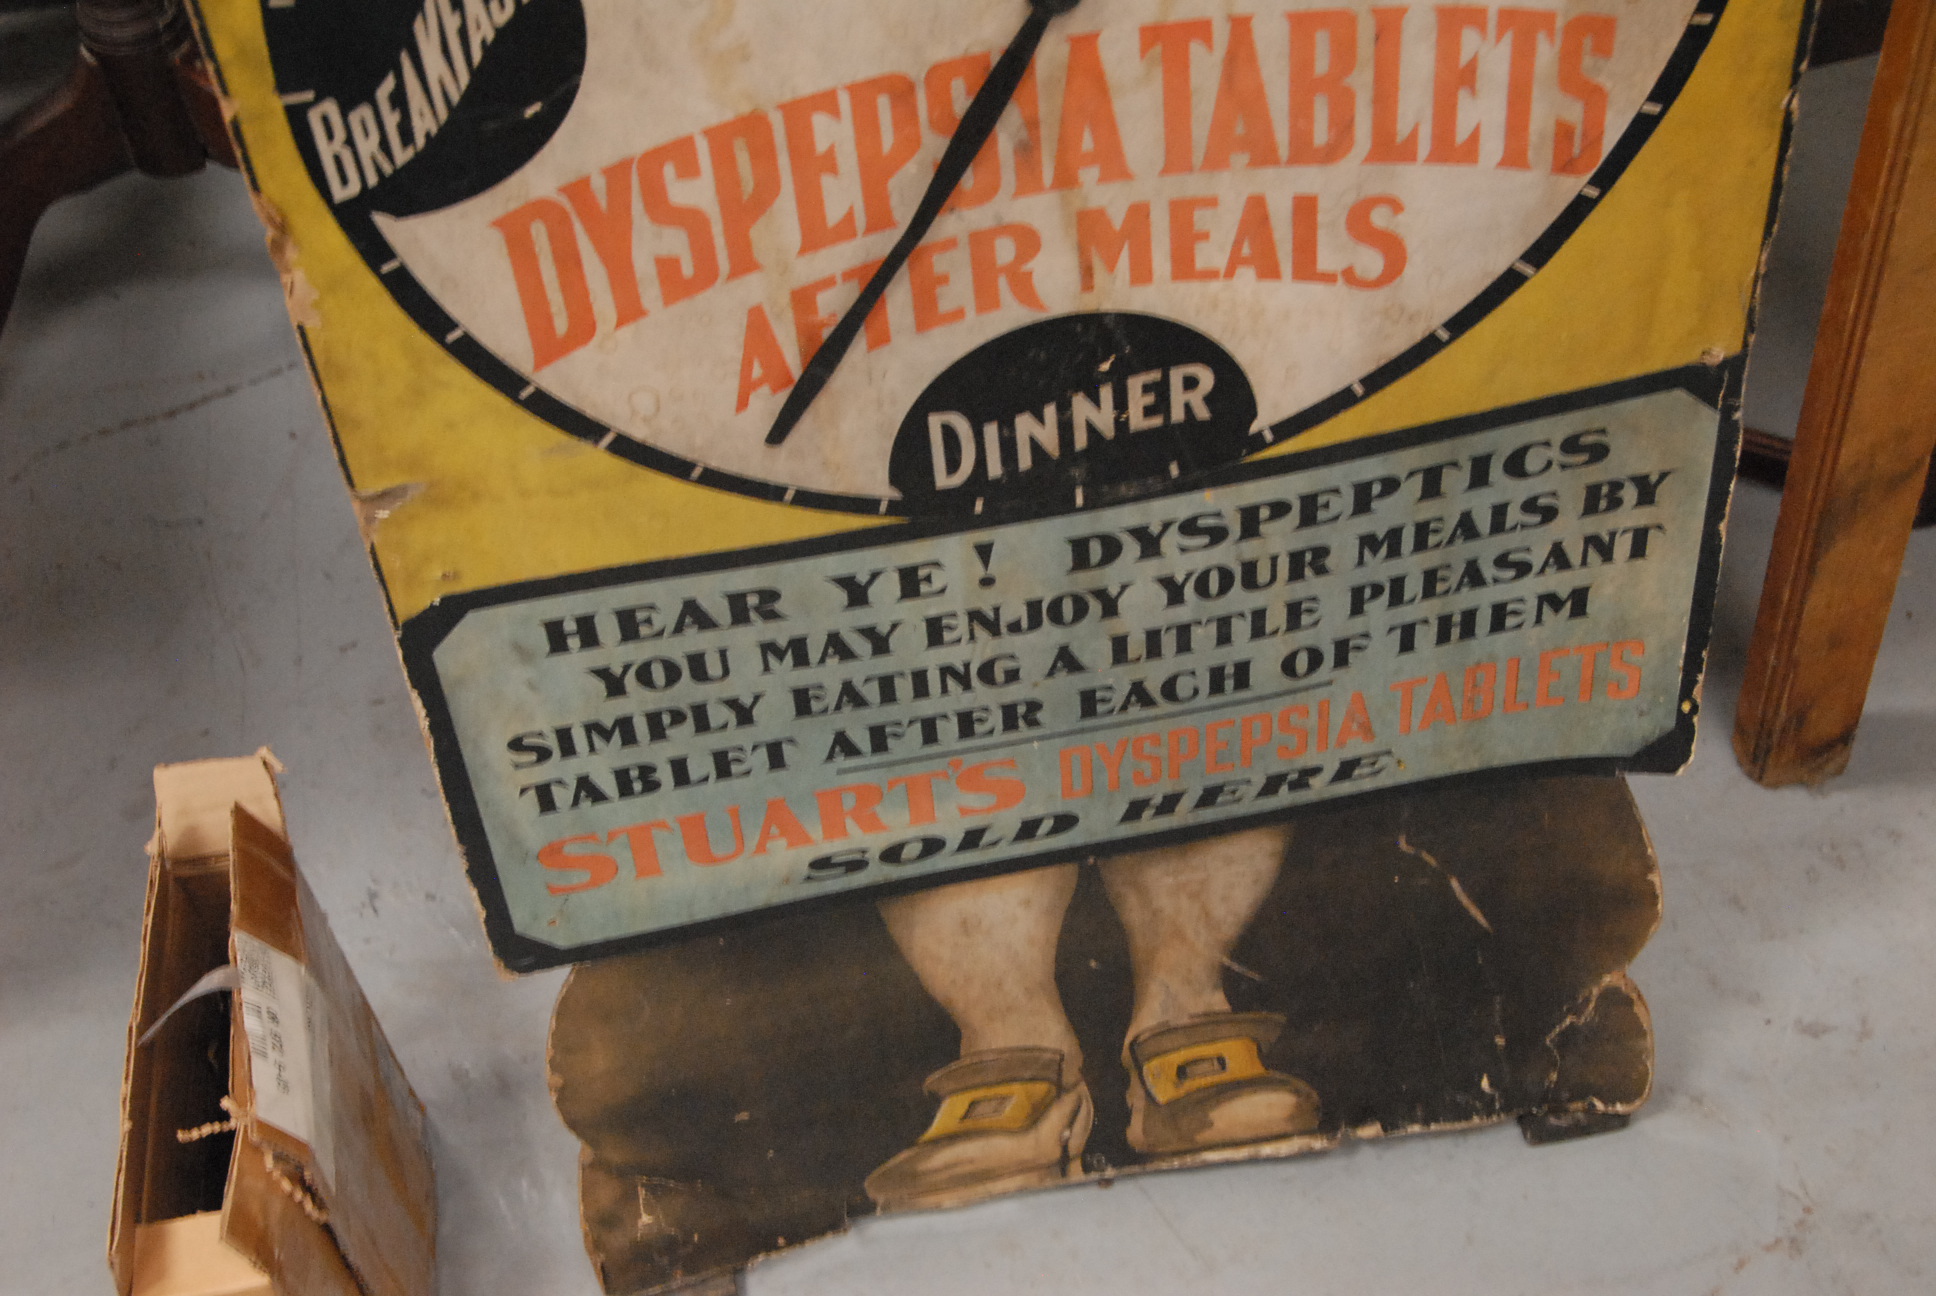 BREAKFAST
DYSPEPSIA TABLETS
AFTER MEALS
DINNER
HEAR YE! DYSPEPTICS
YOU MAY ENJOY YOUR MEALS BY
SIMPLY EATING A LITTLE PLEASANT
TABLET AFTER EACH OF THEM
STUART'S DYSPEPSIA TABLETS
SOLD HERE